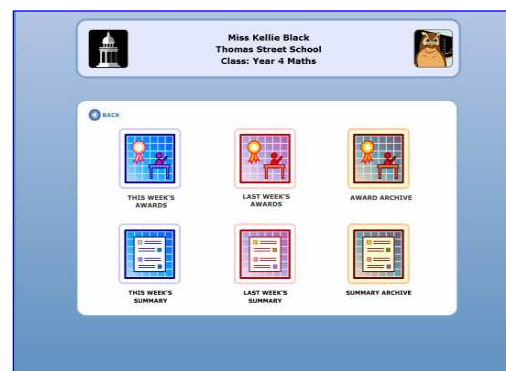 Miss Kellie Black
Thomas Street School
Class: Year 4 Maths
BACK
THIS WEEK'S
AWARDS
LAST WEEK'S
AWARDS
AWARD ARCHIVE
THIS WEEK'S
SUMMARY
LAST WEEK'S
SUMMARY
SUMMARY ARCHIVE